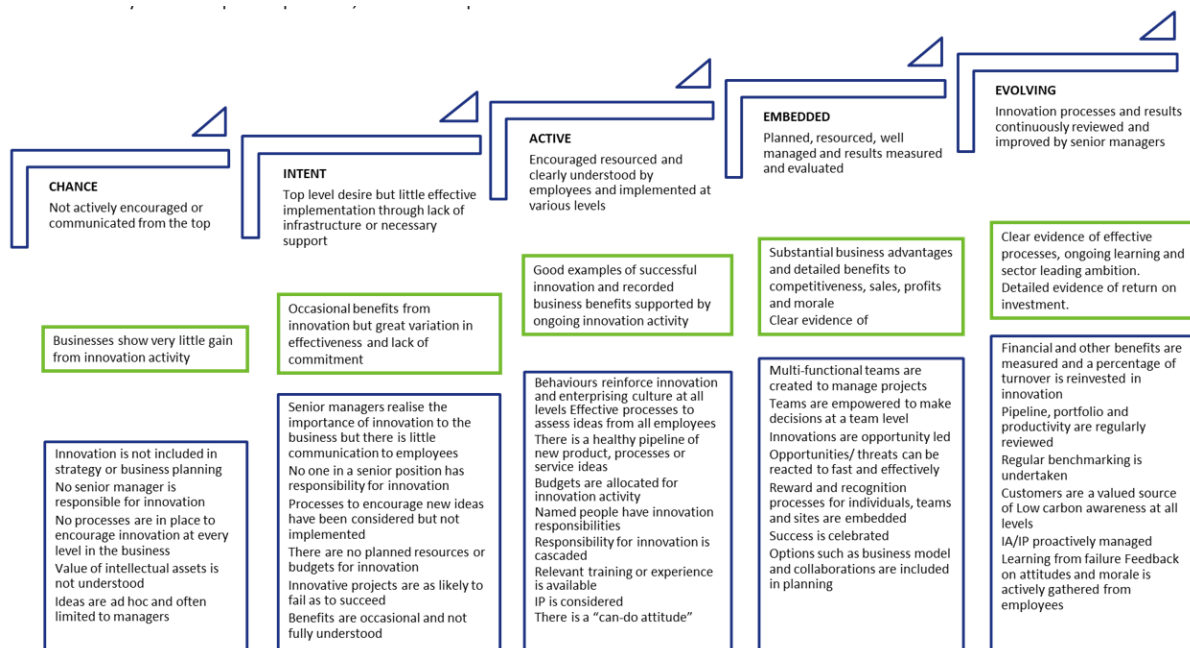 CHANCE
Not actively encouraged or
communicated from the top
Businesses show very little gain
from innovation activity
Innovation is not included in
strategy or business planning
No senior manager is
responsible for innovation
No processes are in place to
encourage innovation at every
level in the business
Value of intellectual assets is
not understood
Ideas are ad hoc and often
limited to managers
INTENT
Top level desire but little effective
implementation through lack of
infrastructure or necessary
support
Occasional benefits from
innovation but great variation in
effectiveness and lack of
commitment
Senior managers realise the
importance of innovation to the
business but there is little
communication to employees
No one in a senior position has
responsibility for innovation
Processes to encourage new ideas
have been considered but not
implemented
There are no planned resources or
budgets for innovation
Innovative projects are as likely to
fail as to succeed
Benefits are occasional and not
fully understood
ACTIVE
Encouraged resourced and
clearly understood by
employees and implemented at
various levels
Good examples of successful
innovation and recorded
business benefits supported by
ongoing innovation activity
Behaviours reinforce innovation
and enterprising culture at all
levels Effective processes to
assess ideas from all employees
There is a healthy pipeline of
new product, processes or
service ideas
Budgets are allocated for
innovation activity
Named people have innovation
responsibilities
Responsibility for innovation is
cascaded
Relevant training or experience
is available
IP is considered
There is a “can-do attitude”
EMBEDDED
Planned, resourced, well
managed and results measured
and evaluated
Substantial business advantages
and detailed benefits to
competitiveness, sales, profits
and morale
Clear evidence of
Multi-functional teams are
created to manage projects
Teams are empowered to make
decisions at a team level
Innovations are opportunity led
Opportunities/ threats can be
reacted to fast and effectively
Reward and recognition
processes for individuals, teams
and sites are embedded
Success is celebrated
Options such as business model
and collaborations are included
in planning
EVOLVING
Innovation processes and results
continuously reviewed and
improved by senior managers
Clear evidence of effective
processes, ongoing learning and
sector leading ambition.
Detailed evidence of return on
investment.
Financial and other benefits are
measured and a percentage of
turnover is reinvested in
innovation
Pipeline, portfolio and
productivity are regularly
reviewed
Regular benchmarking is
undertaken
Customers are a valued source
of Low carbon awareness at all
levels
IA/IP proactively managed
Learning from failure Feedback
on attitudes and morale is
actively gathered from
employees